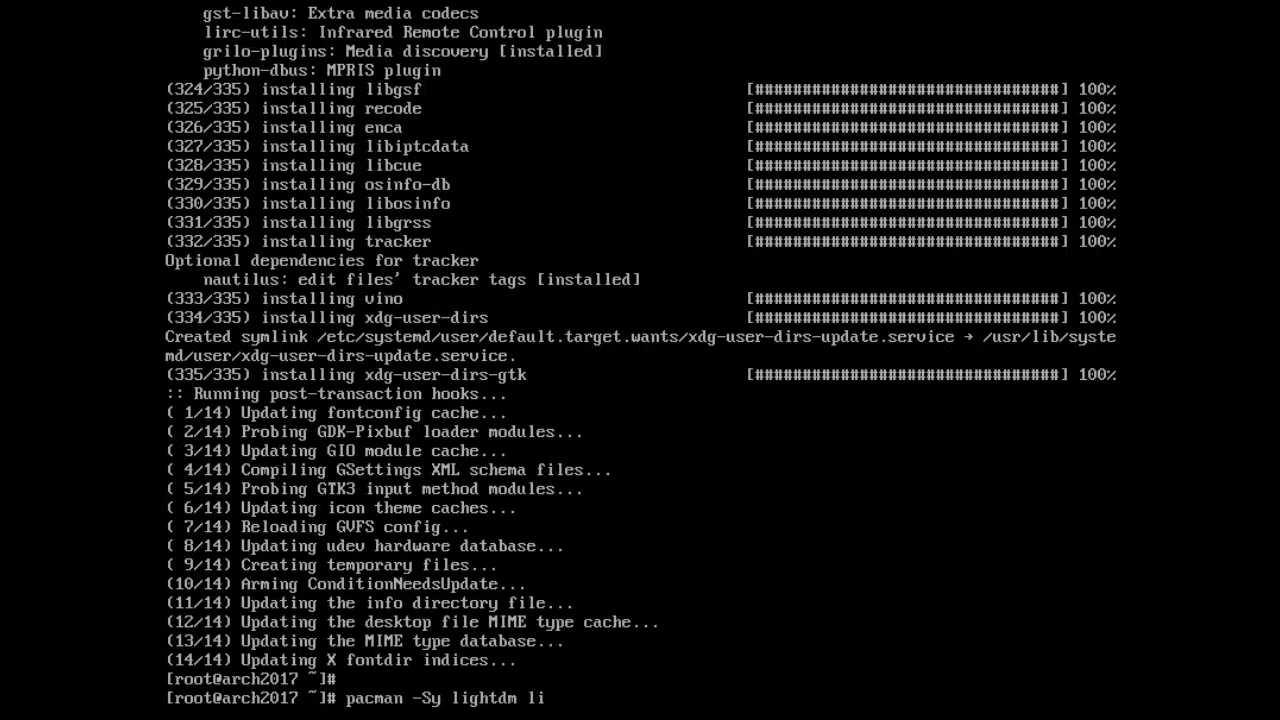 gst-libav: Extra media codecs
lirc-utils: Infrared Remote Control plugin
grilo-plugins: Media discovery [installed]
python-dbus: MPRIS plugin
(324/335) installing libgsf [################################] 100%
(325/335) installing recode [################################] 100%
(326/335) installing enca [################################] 100%
(327/335) installing libiptcdata [################################] 100%
(328/335) installing libcue [################################] 100%
(329/335) installing osinfo-db [################################] 100%
(330/335) installing libosinfo [################################] 100%
(331/335) installing libgrss [################################] 100%
(332/335) installing tracker [################################] 100%
Optional dependencies for tracker
nautilus: edit files' tracker tags [installed]
(333/335) installing vino [################################] 100%
(334/335) installing xdg-user-dirs [################################] 100%
Created symlink /etc/systemd/user/default.target.wants/xdg-user-dirs-update.service → /usr/lib/syste
md/user/xdg-user-dirs-update.service.
(335/335) installing xdg-user-dirs-gtk [################################] 100%
:: Running post-transaction hooks...
( 1/14) Updating fontconfig cache...
( 2/14) Probing GDK-Pixbuf loader modules...
( 3/14) Updating GIO module cache...
( 4/14) Compiling GSettings XML schema files...
( 5/14) Probing GTK3 input method modules...
( 6/14) Updating icon theme caches...
( 7/14) Reloading GVFS config...
( 8/14) Updating udev hardware database...
( 9/14) Creating temporary files...
(10/14) Arming ConditionNeedsUpdate...
(11/14) Updating the info directory file...
(12/14) Updating the desktop file MIME type cache...
(13/14) Updating the MIME type database...
(14/14) Updating X fontdir indices...
[root@arch2017 ~]#
[root@arch2017 ~]# pacman -Sy lightdm li